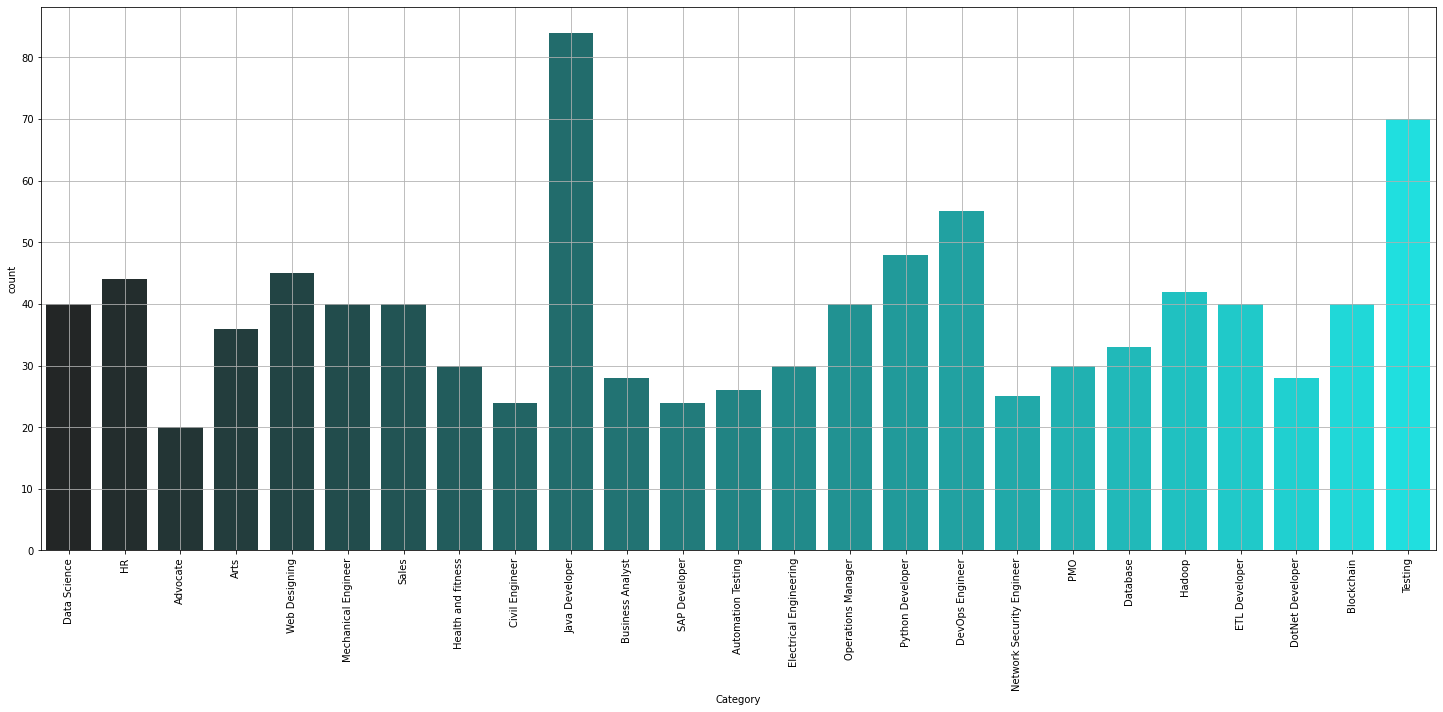 80
70
60
50
40
30
20
10
0
count
Data Science
HR
Advocate
Arts
Web Designing
Mechanical Engineer
Sales
Health and fitness
Civil Engineer
Java Developer
Business Analyst
SAP Developer
Automation Testing
Electrical Engineering
Operations Manager
Python Developer
DevOps Engineer
Network Security Engineer
PMO
Database
Hadoop
ETL Developer
DotNet Developer
Blockchain
Testing
Category